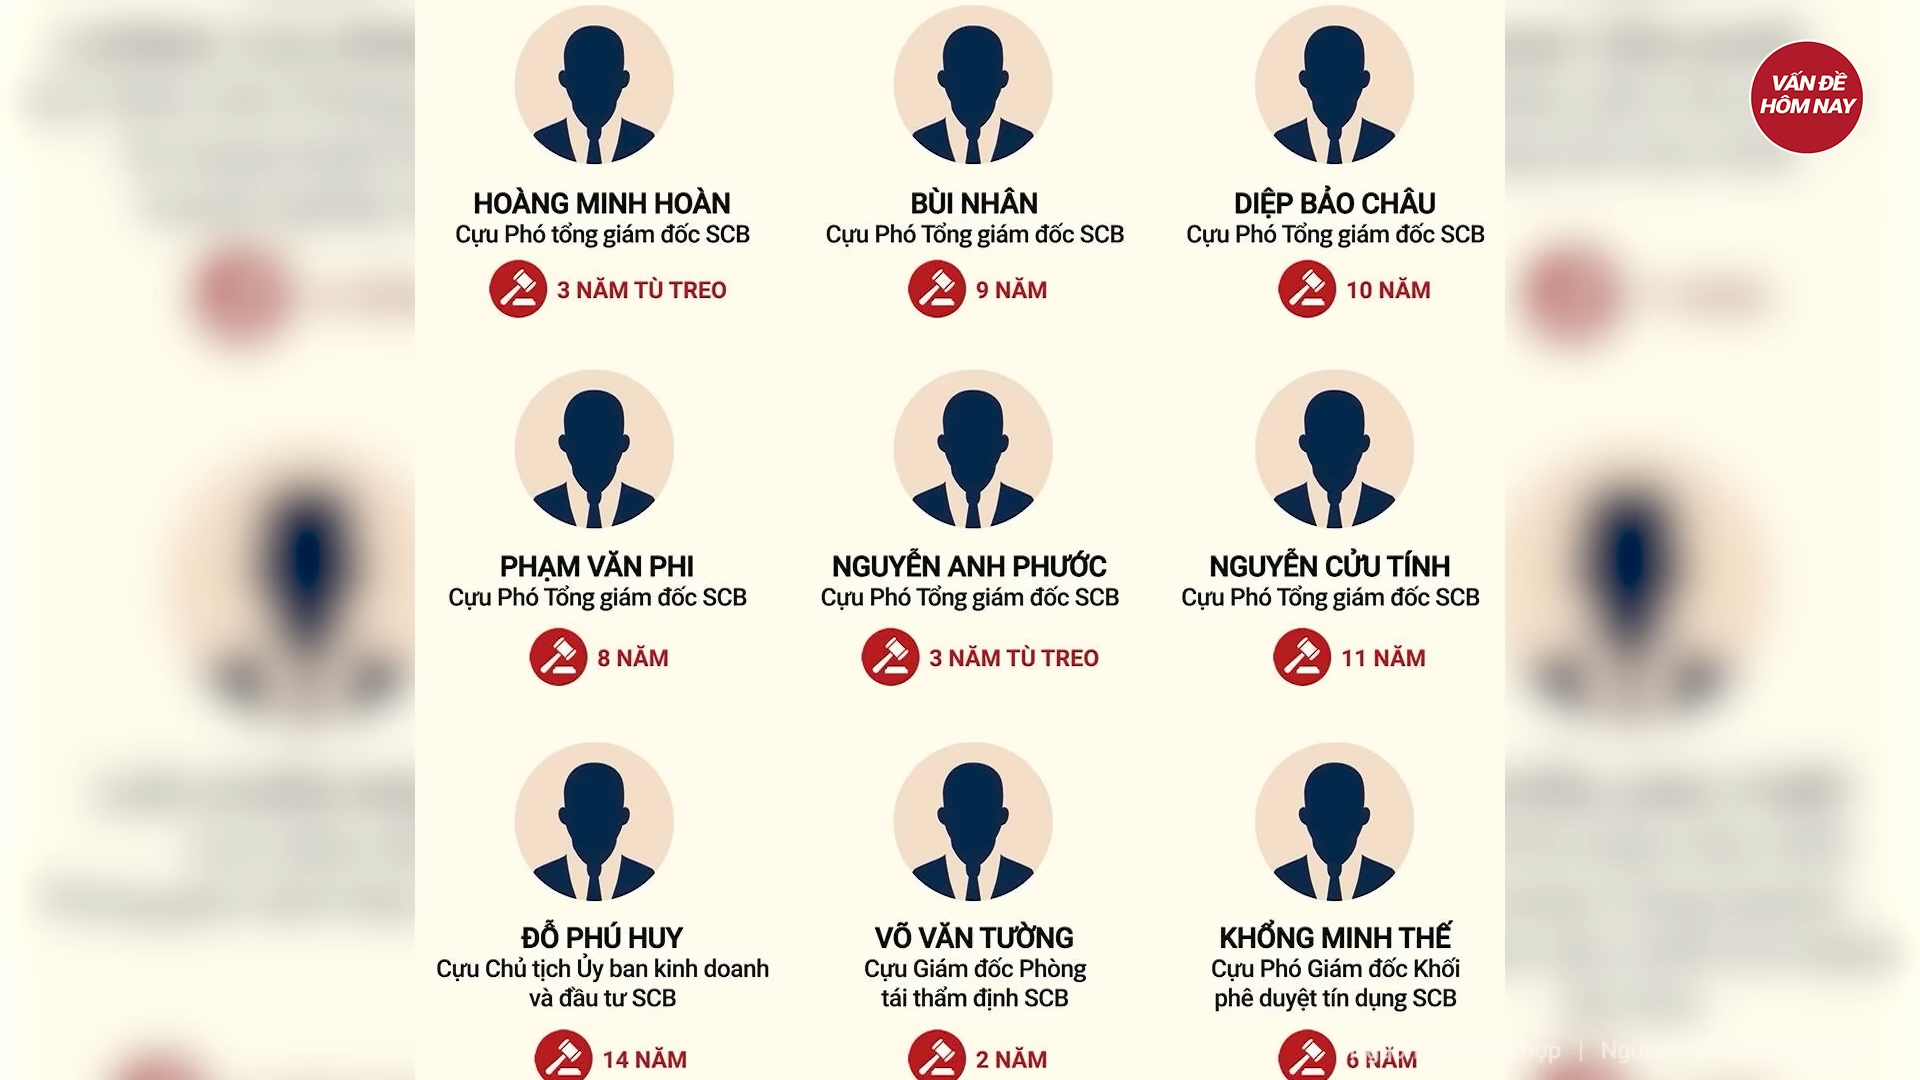 VẤN ĐỀ
HÔM NAY
HOÀNG MINH HOÀN
Cựu Phó tổng giám đốc SCB
3 NĂM TÙ TREO
BÙI NHÂN
Cựu Phó Tổng giám đốc SCB
9 NĂM
DIỆP BẢO CHÂU
Cựu Phó Tổng giám đốc SCB
10 NĂM
PHẠM VĂN PHI
Cựu Phó Tổng giám đốc SCB
8 NĂM
NGUYỄN ANH PHƯỚC
Cựu Phó Tổng giám đốc SCB
3 NĂM TÙ TREO
NGUYỄN CỬU TÍNH
Cựu Phó Tổng giám đốc SCB
11 NĂM
ĐỖ PHÚ HUY
Cựu Chủ tịch Ủy ban kinh doanh
và đầu tư SCB
14 NĂM
VÕ VĂN TƯỜNG
Cựu Giám đốc Phòng
tái thẩm định SCB
2 NĂM
KHỔNG MINH THẾ
Cựu Phó Giám đốc Khối
phê duyệt tín dụng SCB
6 NĂM